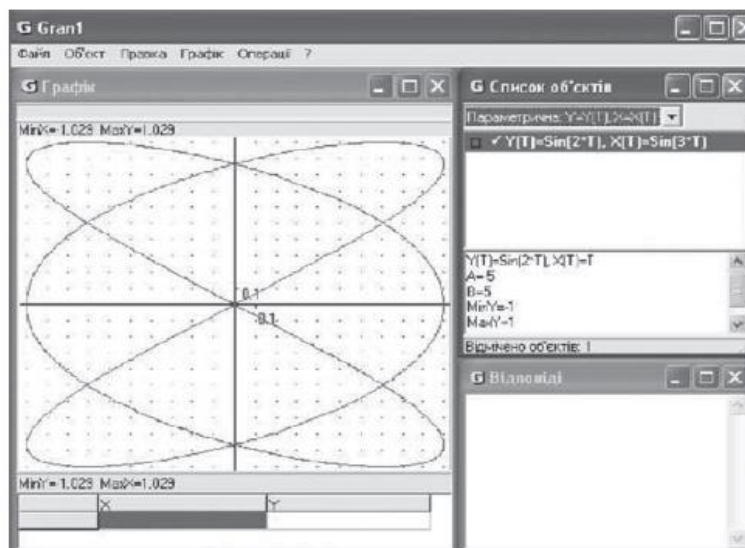 G Gran1
Файл Об'єкт Правка Графік Операції ?
G Графік
MinX=-1.029 MaxY=1.029
0.1
0.1
MinY=-1.029 MaxX=1.029
X Y
G Список об'єктів
Параметрична: Y=Y(T), X=X(T)
Y(T)=Sin(2*T), X(T)=Sin(3*T)
Y(T)=Sin(2*T), X(T)=T
A=-5
B=5
MinY=-1
MaxY=1
Відмічено об'єктів: 1
G Відповіді